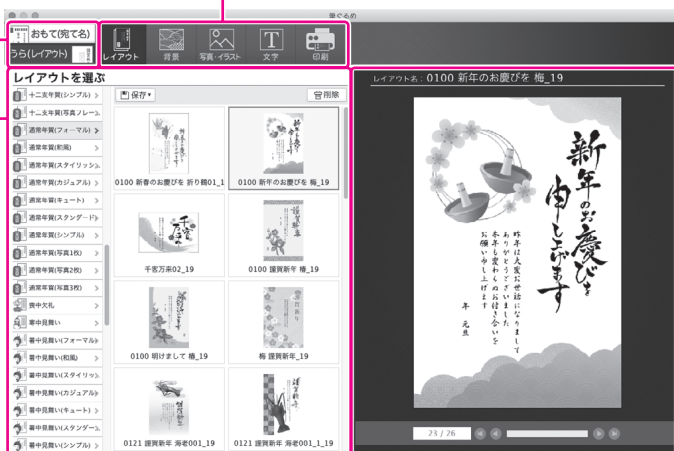 筆ぐるめ
おもて(宛て名)
うら(レイアウト)
レイアウト
背景
写真・イラスト
文字
印刷
レイアウトを選ぶ
十二支年賀(シンプル)
十二支年賀(写真フレーム
通常年賀(フォーマル)
通常年賀(和風)
通常年賀(スタイリッシュ
通常年賀(カジュアル)
通常年賀(キュート)
通常年賀(スタンダード)
通常年賀(シンプル)
通常年賀(写真1枚)
通常年賀(写真2枚)
通常年賀(写真3枚)
喪中欠礼
寒中見舞い
暑中見舞い(フォーマル)
暑中見舞い(和風)
暑中見舞い(スタイリッシ
暑中見舞い(カジュアル)
暑中見舞い(キュート)
暑中見舞い(スタンダー
暑中見舞い(シンプル)
保存
削除
0100 新春のお慶びを 折り鶴01_1
0100 新年のお慶びを 梅_19
千客万来
千客万来02_19
謹賀新春
0100 謹賀新年 椿_19
0100 明けまして 椿_19
梅 謹賀新年_19
0121 謹賀新年 海老001_19
0121 謹賀新年 海老001_1_19
レイアウト名：0100 新年のお慶びを 梅_19
新年のお慶びを
申し上げます
昨年は大変お世話になりまして
ありがとうございました
本年も変わらぬお付き合いを
お願い申し上げます
年 元旦
23 / 26